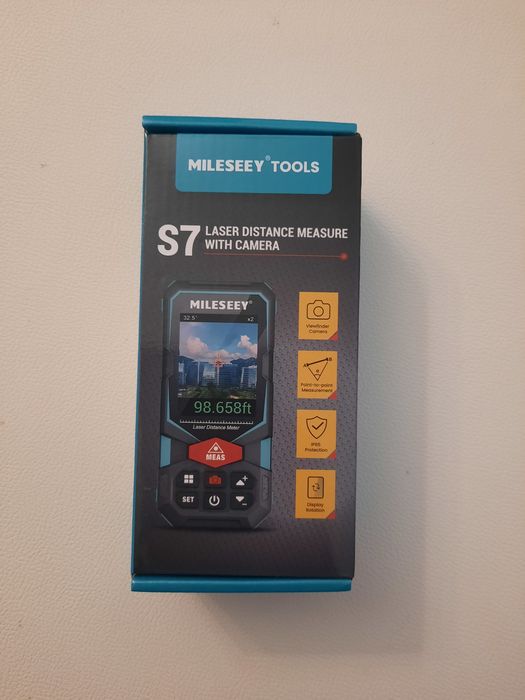 MILESEEY® TOOLS
S7 LASER DISTANCE MEASURE
WITH CAMERA
MILESEEY®
32.5° x2
98.658ft
Laser Distance Meter
MEAS
SET
Viewfinder
Camera
A B
Point-to-point
Measurement
IP65
Protection
Display
Rotation